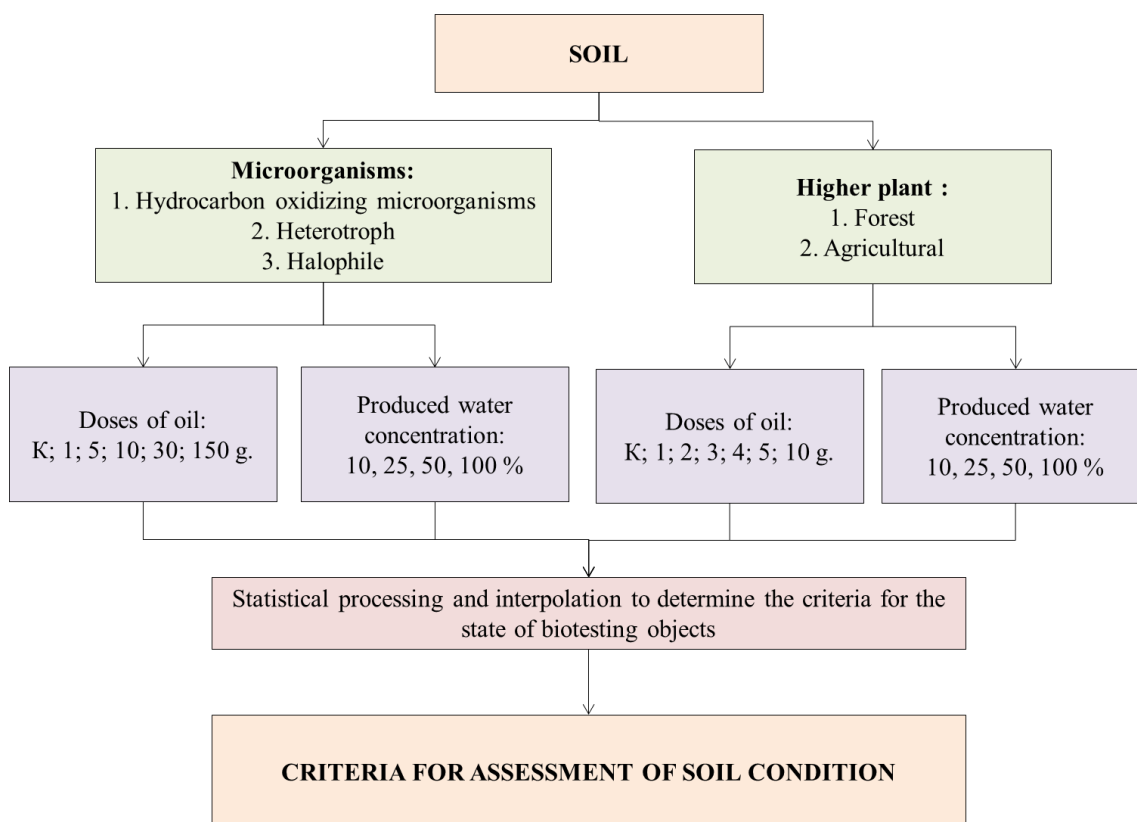 SOIL
Microorganisms:
1. Hydrocarbon oxidizing microorganisms
2. Heterotroph
3. Halophile
Higher plant :
1. Forest
2. Agricultural
Doses of oil:
К; 1; 5; 10; 30; 150 g.
Produced water
concentration:
10, 25, 50, 100 %
Doses of oil:
К; 1; 2; 3; 4; 5; 10 g.
Produced water
concentration:
10, 25, 50, 100 %
Statistical processing and interpolation to determine the criteria for the
state of biotesting objects
CRITERIA FOR ASSESSMENT OF SOIL CONDITION